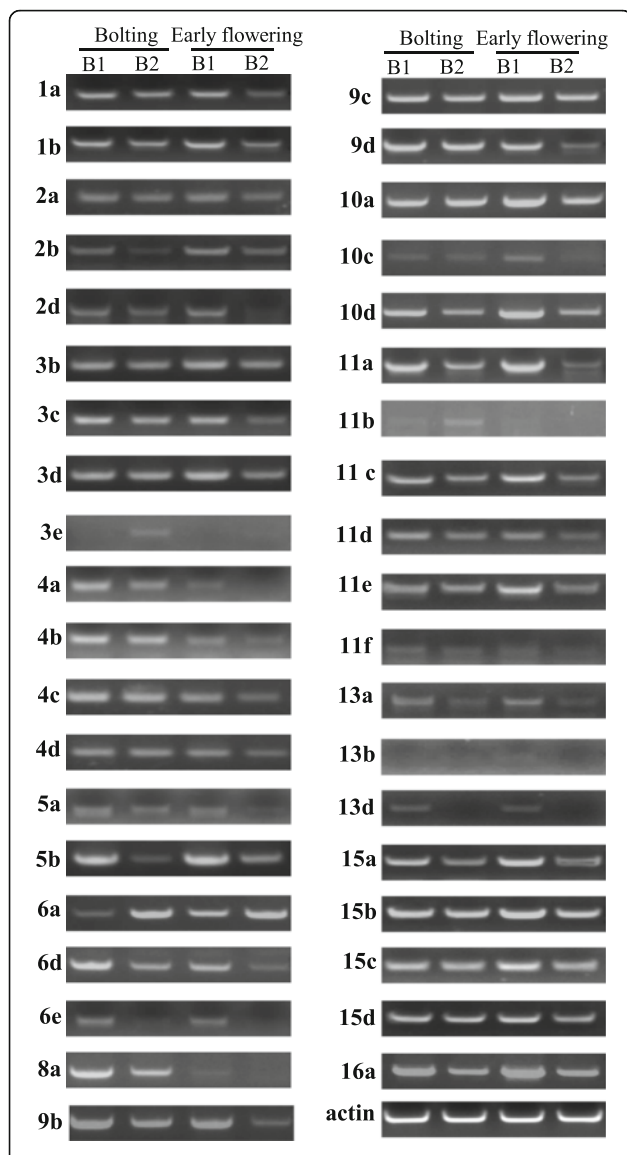 Bolting Early flowering
B1 B2 B1 B2
1a
1b
2a
2b
2d
3b
3c
3d
3e
4a
4b
4c
4d
5a
5b
6a
6d
6e
8a
9b
Bolting Early flowering
B1 B2 B1 B2
9c
9d
10a
10c
10d
11a
11b
11 c
11d
11e
11f
13a
13b
13d
15a
15b
15c
15d
16a
actin